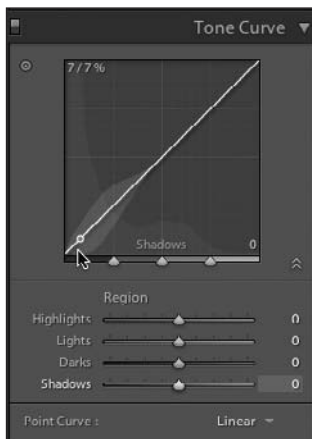 Tone Curve
7 / 7 %
Shadows 0
Region
Highlights 0
Lights 0
Darks 0
Shadows 0
Point Curve : Linear